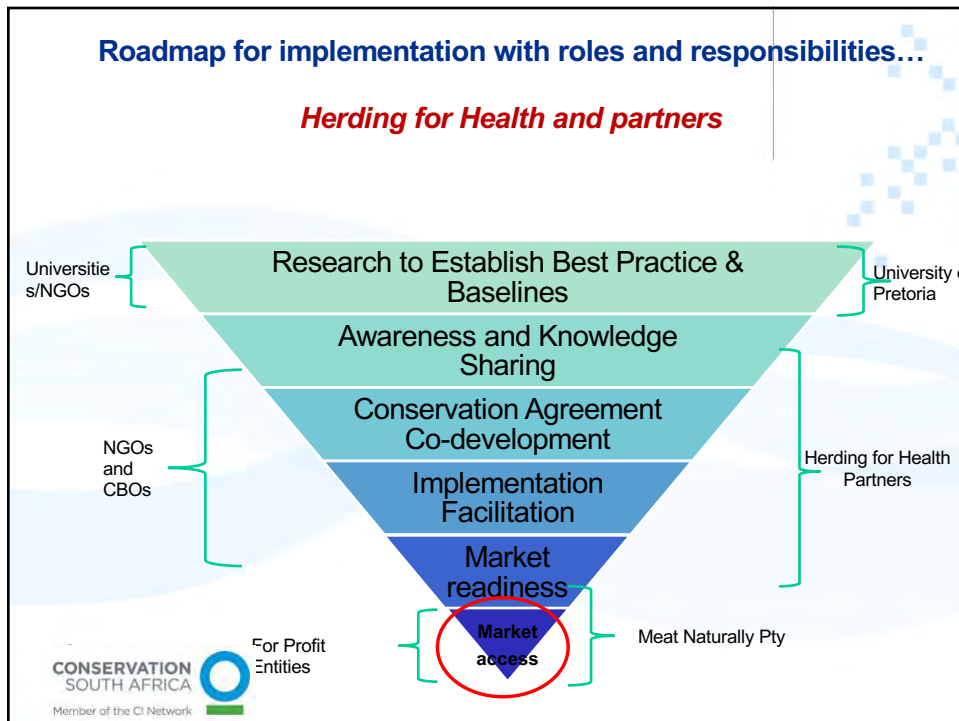 Roadmap for implementation with roles and responsibilities…
Herding for Health and partners
Universitie
s/NGOs
Research to Establish Best Practice &
Baselines
University
Pretoria
Awareness and Knowledge
Sharing
Conservation Agreement
Co-development
NGOs
and
CBOs
Implementation
Facilitation
Herding for Health
Partners
Market
readiness
For Profit
Entities
Market
access
Meat Naturally Pty
CONSERVATION
SOUTH AFRICA
Member of the CI Network